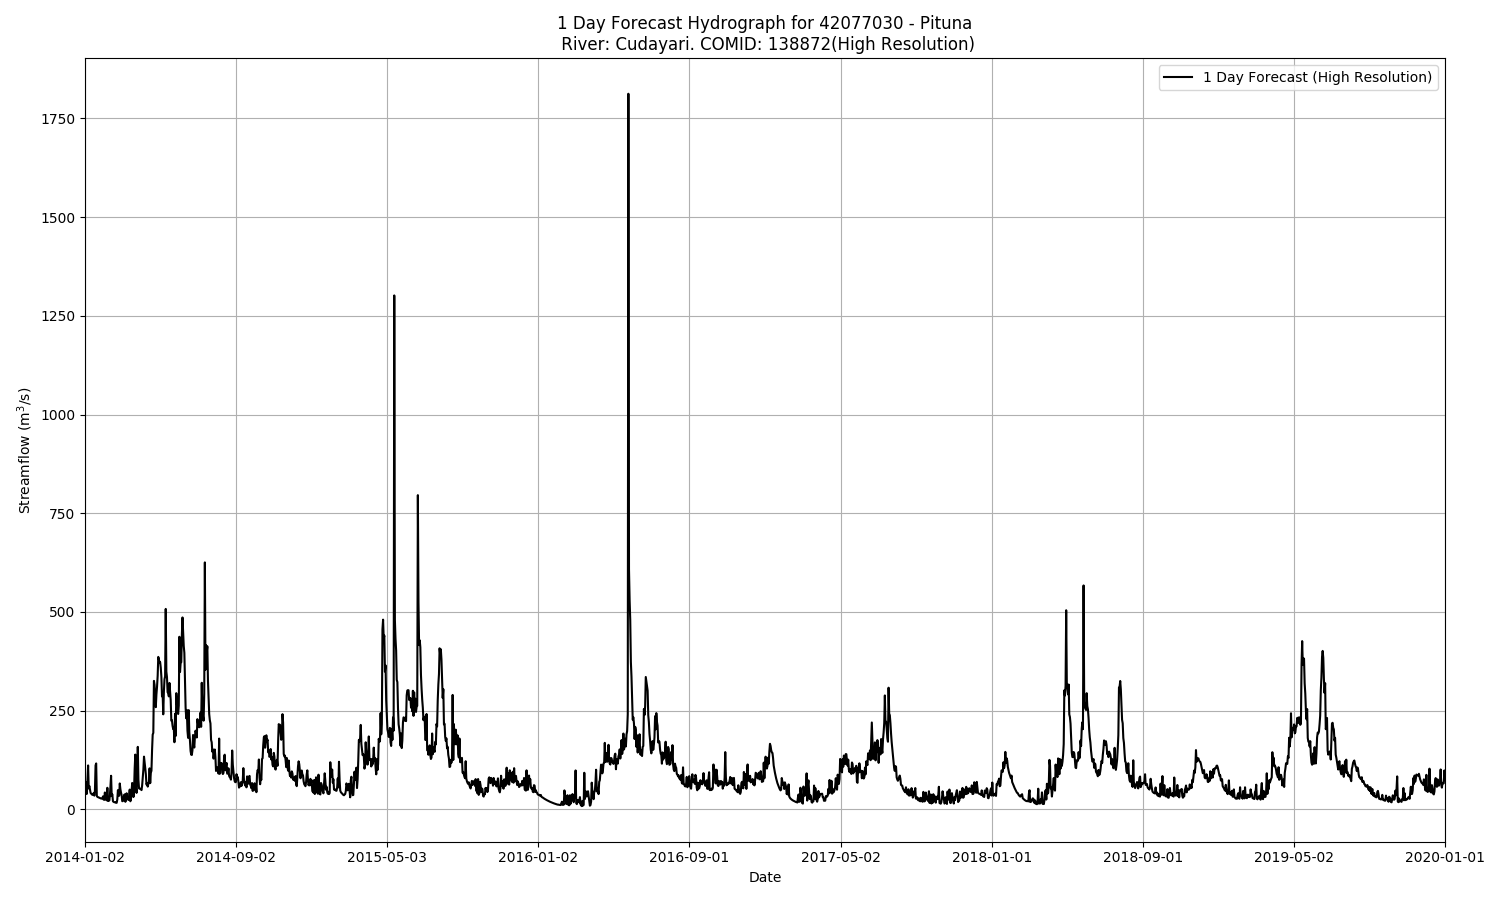 1 Day Forecast Hydrograph for 42077030 - Pituna
River: Cudayari. COMID: 138872(High Resolution)
1 Day Forecast (High Resolution)
1750
1500
1250
1000
750
500
250
0
Streamflow (m³/s)
2014-01-02 2014-09-02 2015-05-03 2016-01-02 2016-09-01 2017-05-02 2018-01-01 2018-09-01 2019-05-02 2020-01-01
Date